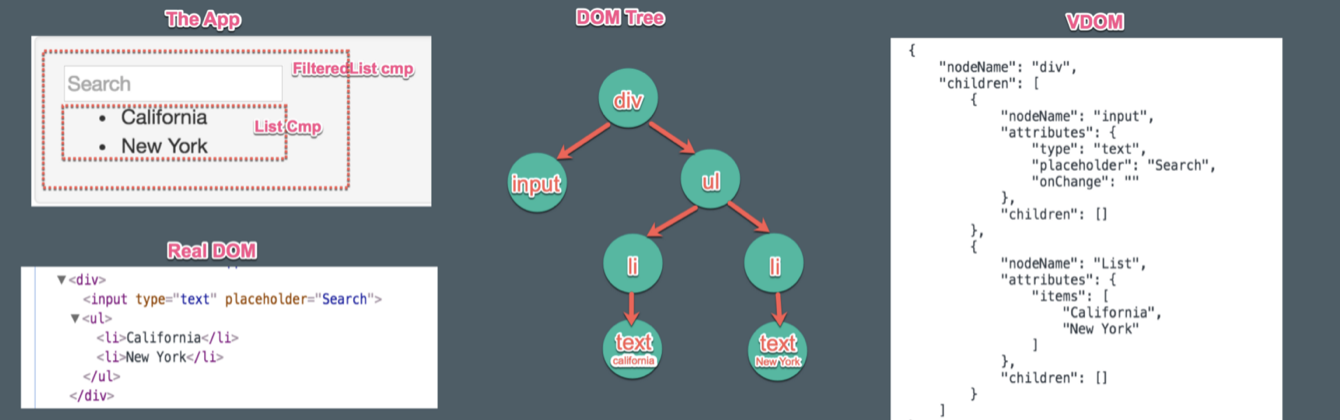 The App
Search
FilteredList cmp
• California
List Cmp
• New York
Real DOM
▼<div>
<input type="text" placeholder="Search">
▼<ul>
<li>California</li>
<li>New York</li>
</ul>
</div>
DOM Tree
div
input
ul
li
li
text
california
text
New York
VDOM
{
"nodeName": "div",
"children": [
{
"nodeName": "input",
"attributes": {
"type": "text",
"placeholder": "Search",
"onChange": ""
},
"children": []
},
{
"nodeName": "List",
"attributes": {
"items": [
"California",
"New York"
]
},
"children": []
}
]